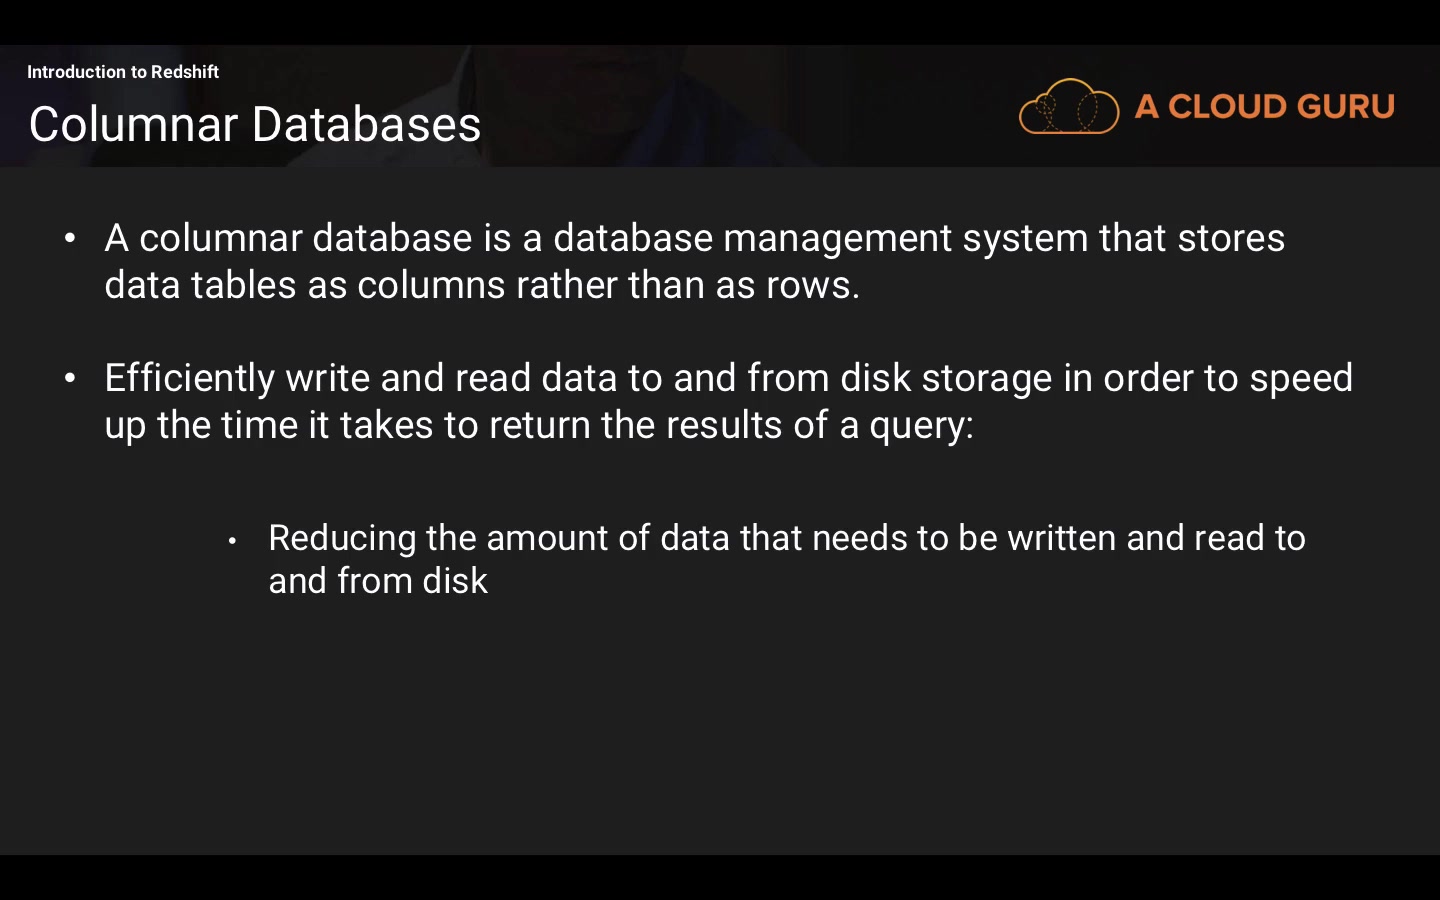 Introduction to Redshift
Columnar Databases
A CLOUD GURU
• A columnar database is a database management system that stores
data tables as columns rather than as rows.
• Efficiently write and read data to and from disk storage in order to speed
up the time it takes to return the results of a query:
• Reducing the amount of data that needs to be written and read to
and from disk